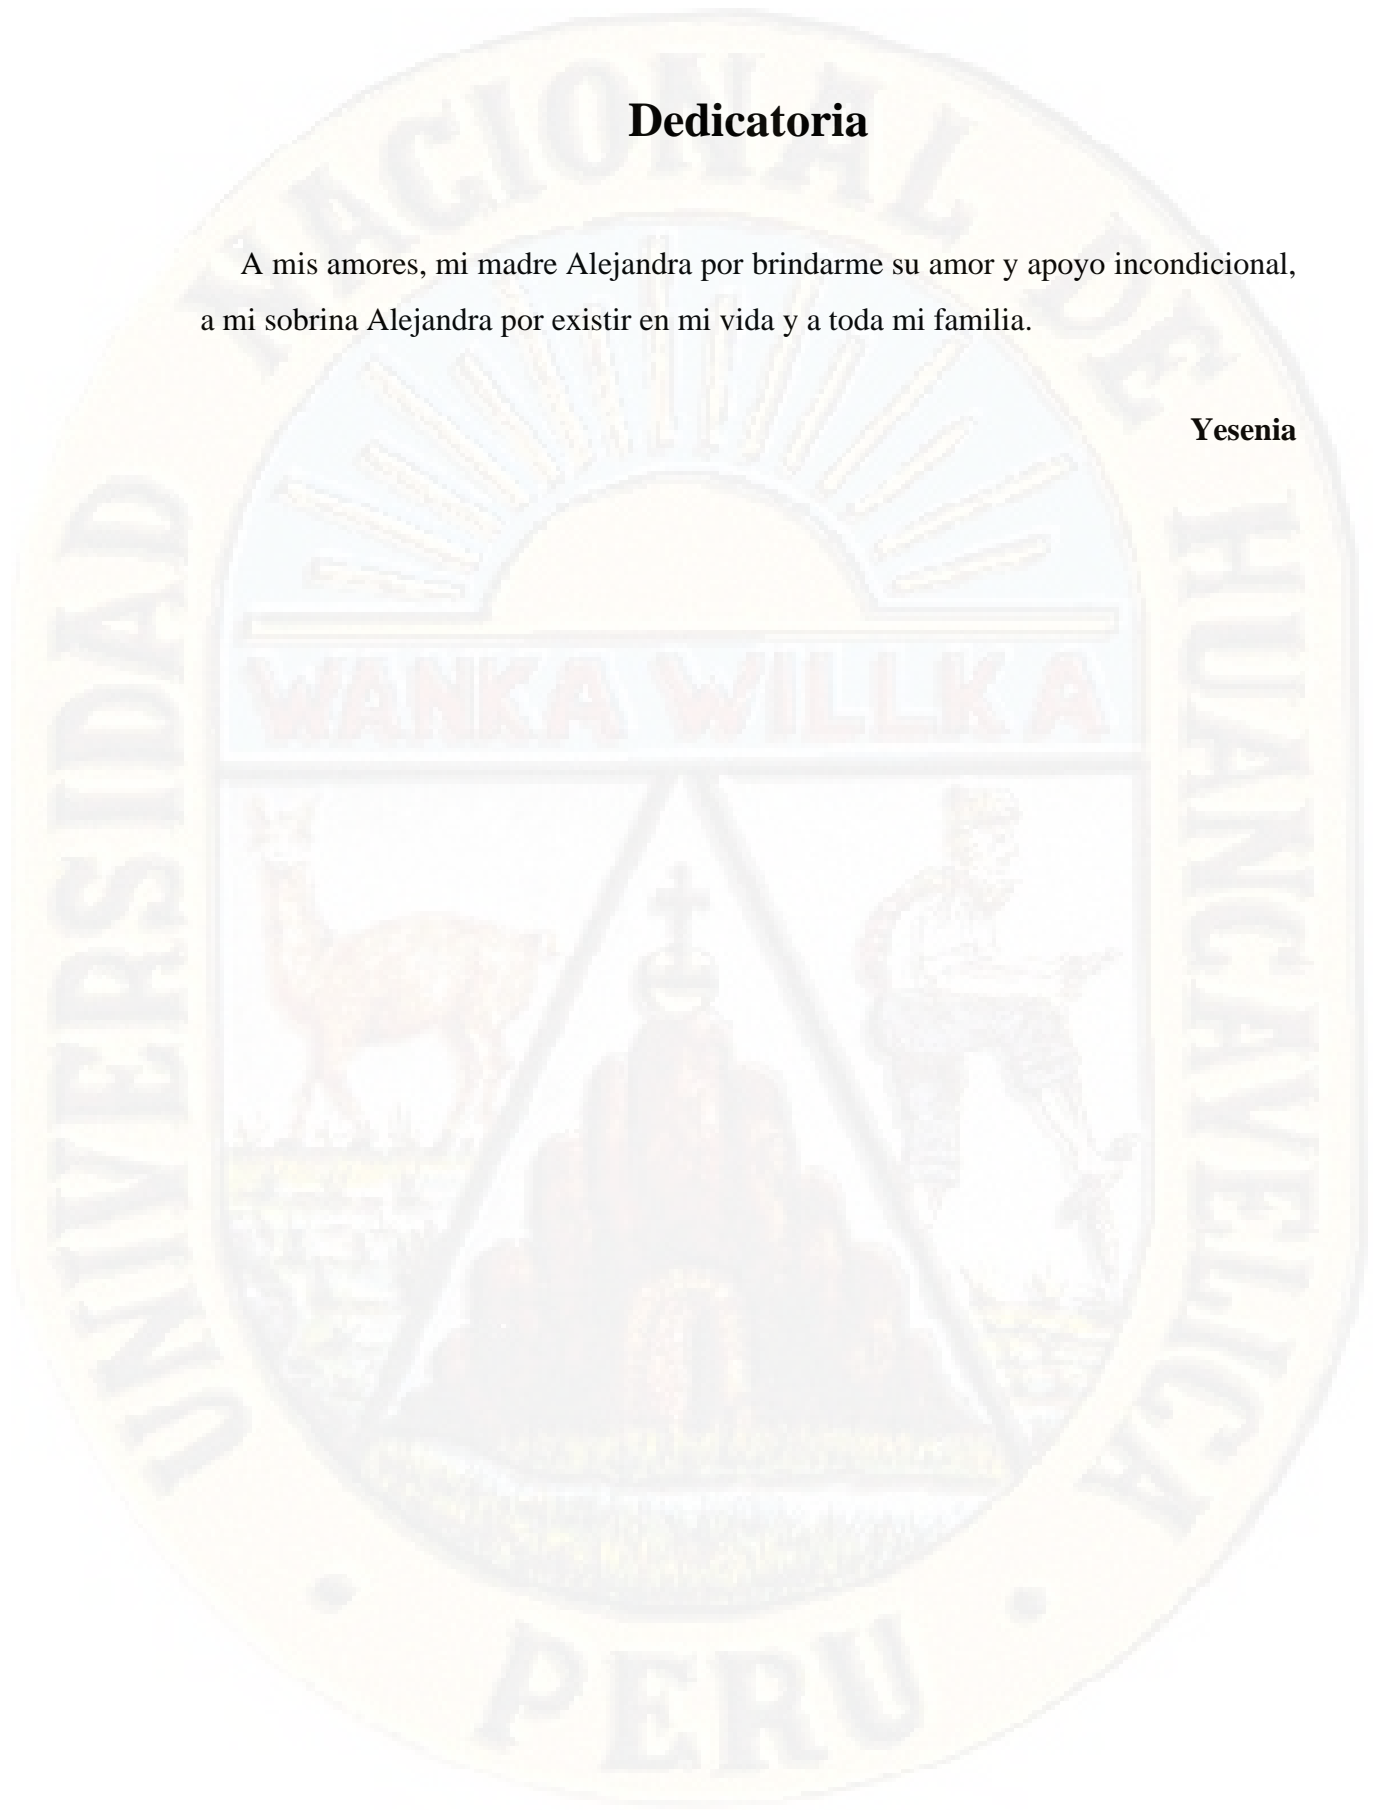 Dedicatoria
A mis amores, mi madre Alejandra por brindarme su amor y apoyo incondicional,
a mi sobrina Alejandra por existir en mi vida y a toda mi familia.
Yesenia
UNIVERSIDAD NACIONAL DE HUANCAVELICA
WANKA WILLKA
PERU